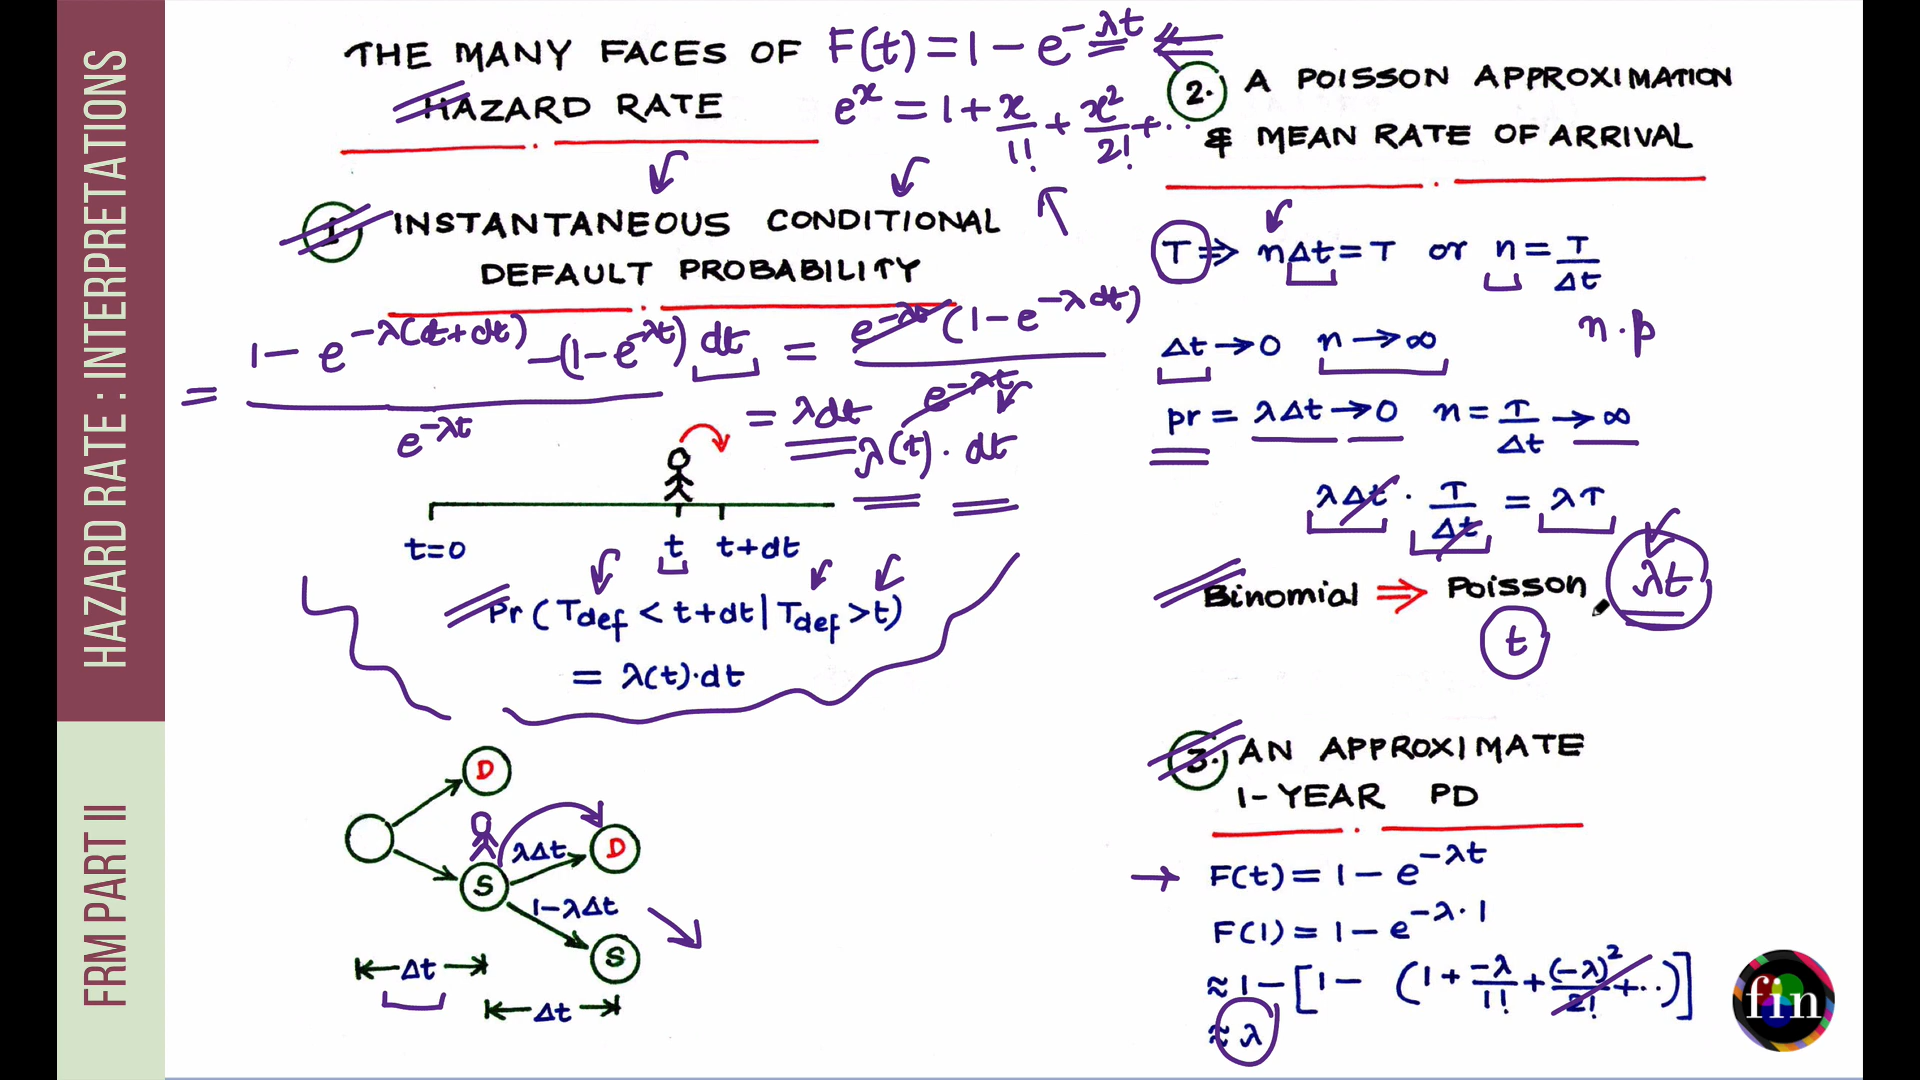 HAZARD RATE : INTERPRETATIONS
FRM PART II
THE MANY FACES OF
HAZARD RATE
F(t) = 1 - e^{-λt}
e^x = 1 + x/1! + x²/2! + ..
1. INSTANTANEOUS CONDITIONAL
DEFAULT PROBABILITY
= (1 - e^{-λ(t+dt)} - (1 - e^{-λt})) / e^{-λt} dt = e^{-λt}(1 - e^{-λdt}) / e^{-λt}
= λdt
λ(t) · dt
t=0 t t+dt
Pr ( Tdef < t+dt | Tdef > t)
= λ(t)·dt
D
S
λΔt
D
1-λΔt
S
Δt
Δt
2. A POISSON APPROXIMATION
& MEAN RATE OF ARRIVAL
T ⇒ nΔt = T or n = T/Δt
n · p
Δt → 0 n → ∞
pr = λΔt → 0 n = T/Δt → ∞
λΔt · T/Δt = λT
Binomial ⇒ Poisson λt
t
3. AN APPROXIMATE
1-YEAR PD
→ F(t) = 1 - e^{-λt}
F(1) = 1 - e^{-λ·1}
≈ 1 - [1 - (1 + -λ/1! + (-λ)²/2! + ..)]
≈ λ
fin